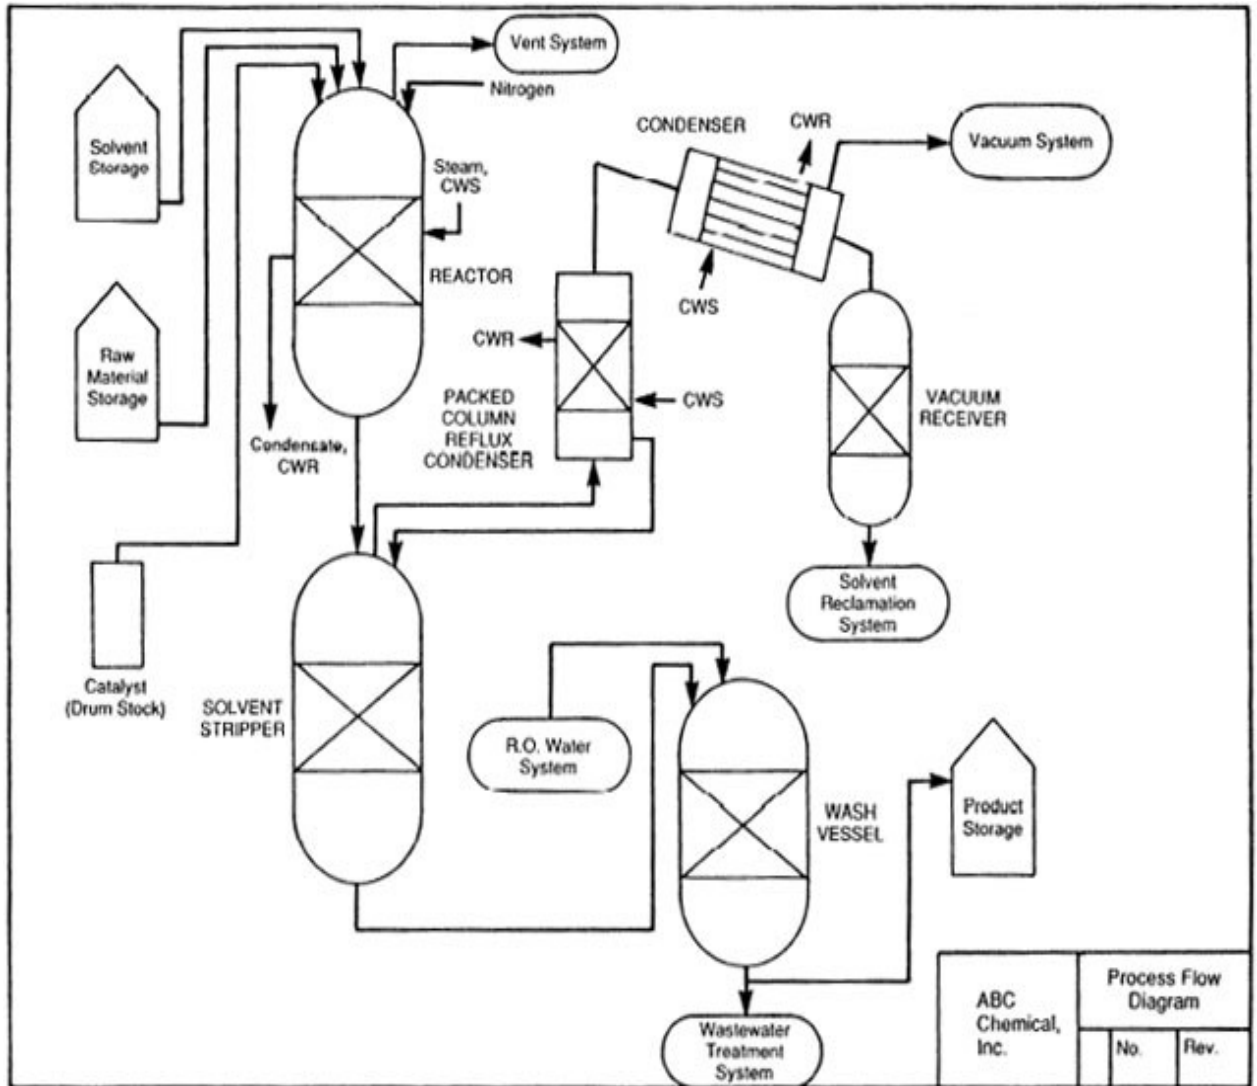 Vent System
Nitrogen
Solvent
Storage
Steam,
CWS
REACTOR
CONDENSER
CWR
Vacuum System
CWS
Raw
Material
Storage
Condensate,
CWR
CWR
CWS
PACKED
COLUMN
REFLUX
CONDENSER
VACUUM
RECEIVER
Solvent
Reclamation
System
Catalyst
(Drum Stock)
SOLVENT
STRIPPER
R.O. Water
System
WASH
VESSEL
Product
Storage
Wastewater
Treatment
System
ABC
Chemical,
Inc.
Process Flow
Diagram
No.
Rev.